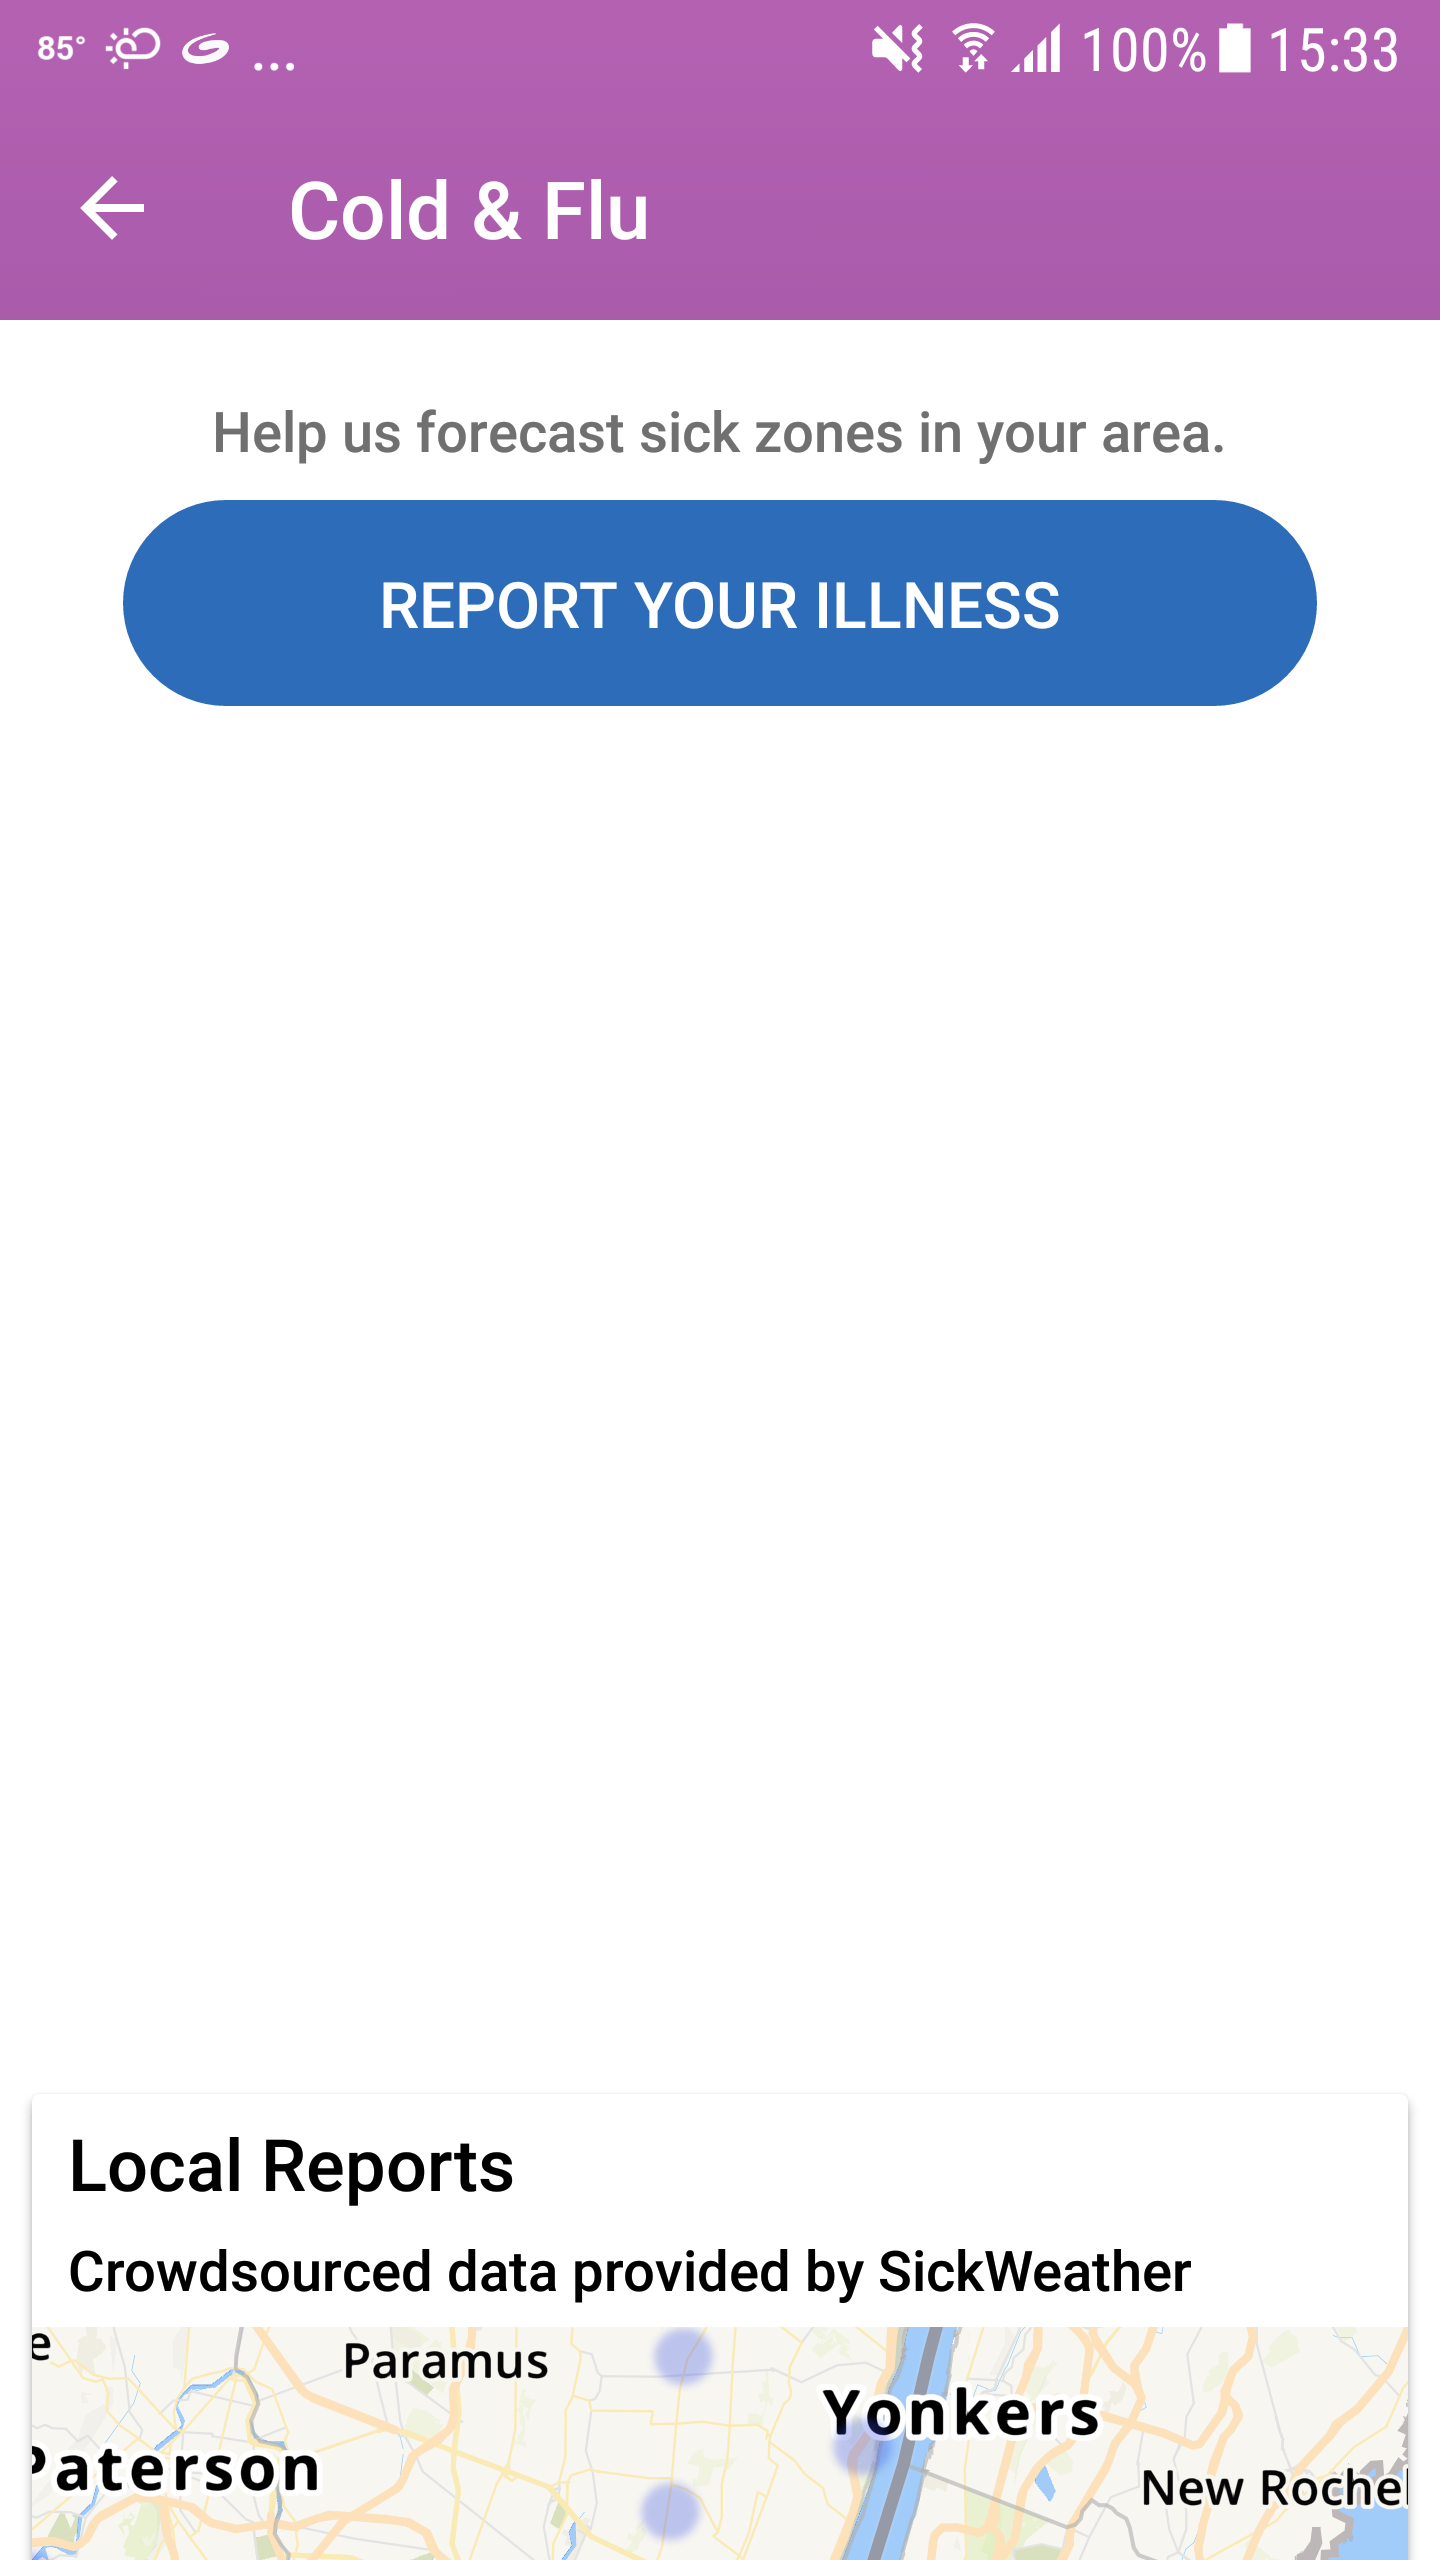 85° ... 100% 15:33
Cold & Flu
Help us forecast sick zones in your area.
REPORT YOUR ILLNESS
Local Reports
Crowdsourced data provided by SickWeather
e
Paramus
Yonkers
Paterson
New Rochel